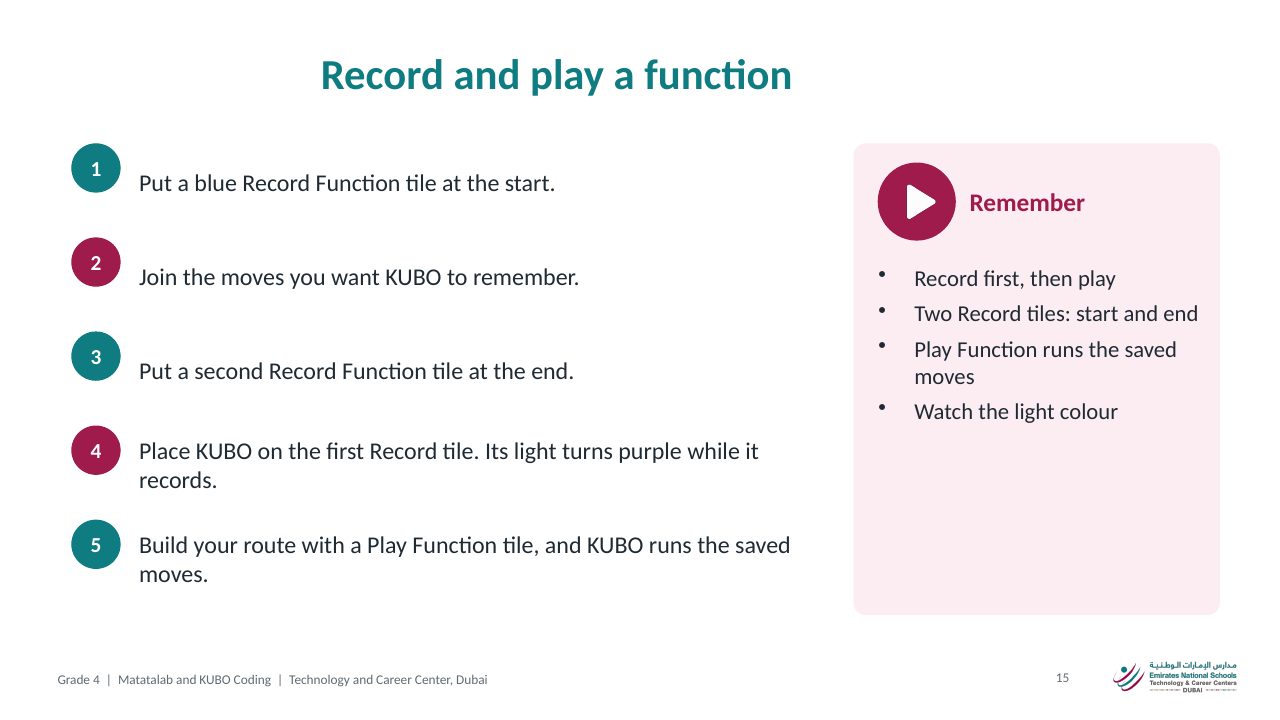 Record and play a function
1
Put a blue Record Function tile at the start.
2
Join the moves you want KUBO to remember.
3
Put a second Record Function tile at the end.
4
Place KUBO on the first Record tile. Its light turns purple while it
records.
5
Build your route with a Play Function tile, and KUBO runs the saved
moves.
Remember
• Record first, then play
• Two Record tiles: start and end
• Play Function runs the saved
moves
• Watch the light colour
Grade 4 | Matatalab and KUBO Coding | Technology and Career Center, Dubai
15
مدارس الإمارات الوطنية
Emirates National Schools
Technology & Career Centers
DUBAI